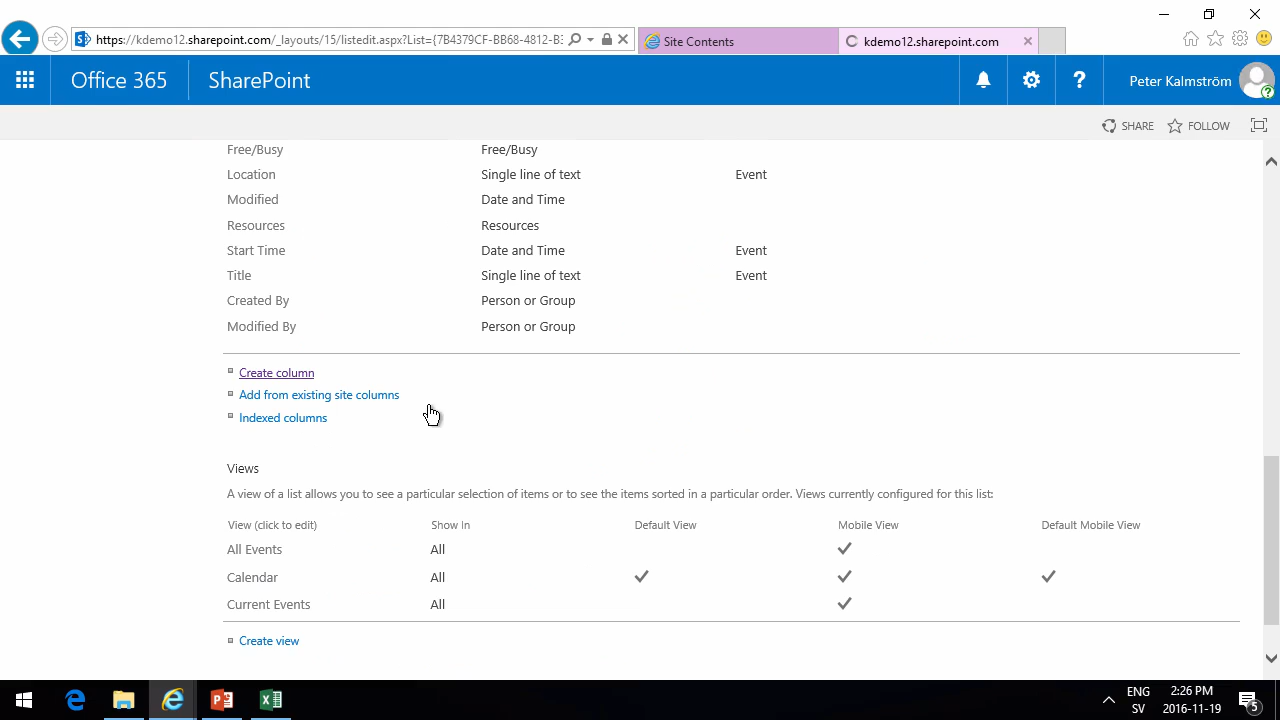 https://kdemo12.sharepoint.com/_layouts/15/listedit.aspx?List={7B4379CF-BB68-4812-B
Site Contents
kdemo12.sharepoint.com
Office 365
SharePoint
?
Peter Kalmström
?
SHARE
FOLLOW
Free/Busy Free/Busy
Location Single line of text Event
Modified Date and Time
Resources Resources
Start Time Date and Time Event
Title Single line of text Event
Created By Person or Group
Modified By Person or Group
Create column
Add from existing site columns
Indexed columns
Views
A view of a list allows you to see a particular selection of items or to see the items sorted in a particular order. Views currently configured for this list:
View (click to edit) Show In Default View Mobile View Default Mobile View
All Events All
Calendar All
Current Events All
Create view
ENG 2:26 PM
SV 2016-11-19
5